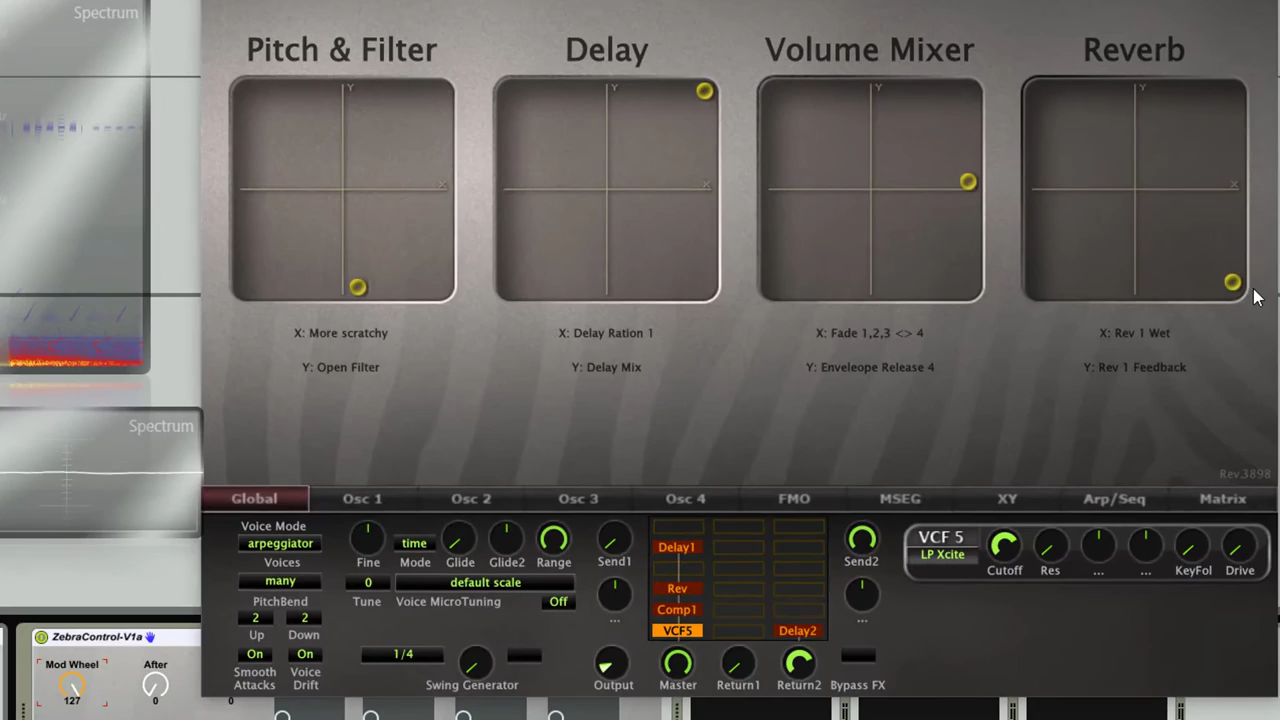 Spectrum
Pitch & Filter
Delay
Volume Mixer
Reverb
Y
Y
Y
Y
X
X
X
X
X: More scratchy
X: Delay Ration 1
X: Fade 1,2,3 <> 4
X: Rev 1 Wet
Y: Open Filter
Y: Delay Mix
Y: Enveleope Release 4
Y: Rev 1 Feedback
Spectrum
Rev.3898
Global
Osc 1
Osc 2
Osc 3
Osc 4
FMO
MSEG
XY
Arp/Seq
Matrix
Voice Mode
arpeggiator
Voices
many
PitchBend
2
2
Up
Down
On
On
Smooth
Attacks
Voice
Drift
Fine
time
Mode
Glide
Glide2
Range
0
Tune
default scale
Voice MicroTuning
Off
1/4
Swing Generator
Send1
...
Output
Delay1
Rev
Comp1
VCF5
Delay2
Master
Return1
Return2
Send2
...
Bypass FX
VCF 5
LP Xcite
Cutoff
Res
...
...
KeyFol
Drive
ZebraControl-V1a
Mod Wheel
After
127
0
0